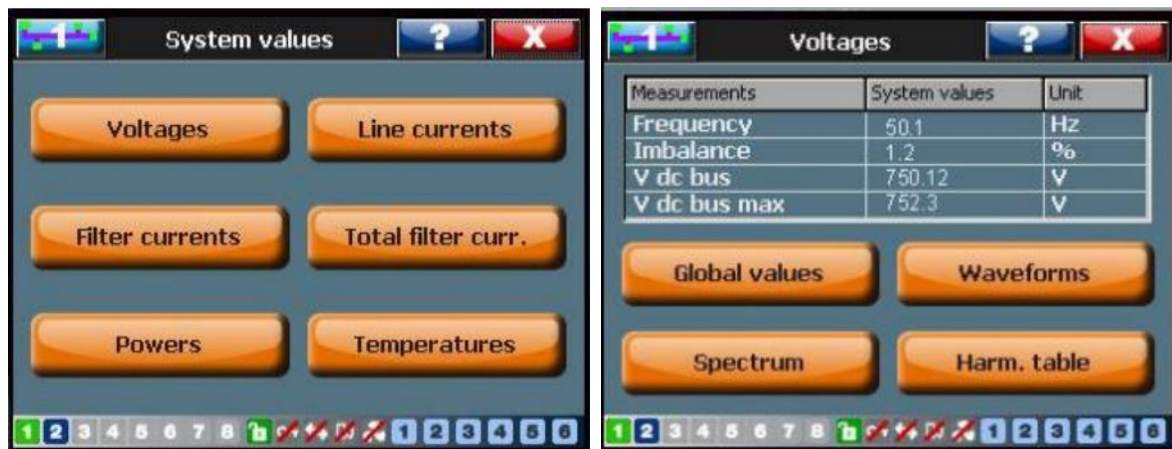 1 System values ? X
Voltages Line currents
Filter currents Total filter curr.
Powers Temperatures
1 2 3 4 5 6 7 8 1 2 3 4 5 6
1 Voltages ? X
Measurements System values Unit
Frequency 50.1 Hz
Imbalance 1.2 %
V dc bus 750.12 V
V dc bus max 752.3 V
Global values Waveforms
Spectrum Harm. table
1 2 3 4 5 6 7 8 1 2 3 4 5 6